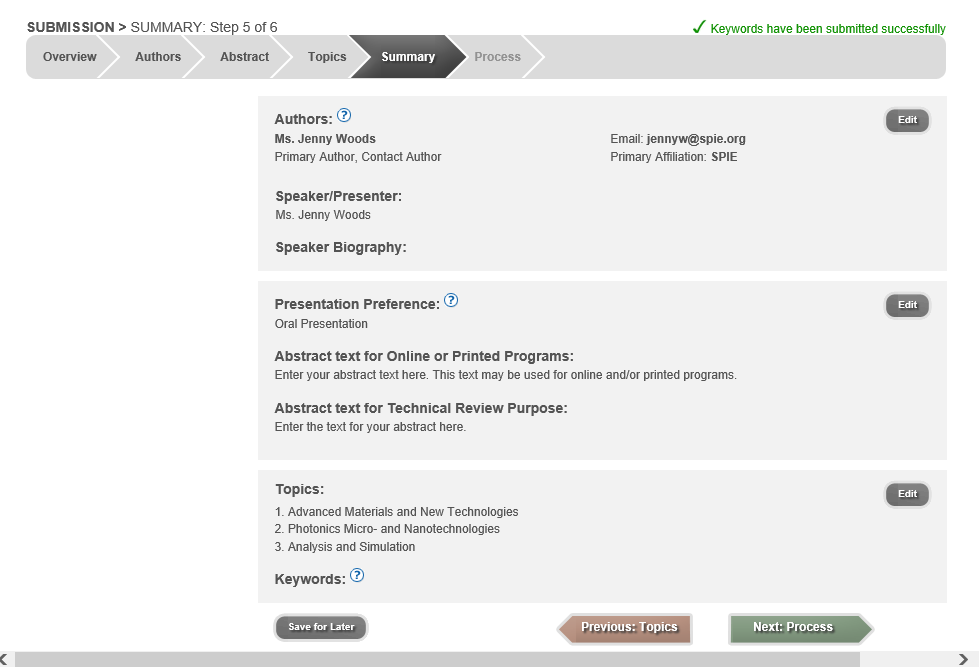 SUBMISSION > SUMMARY: Step 5 of 6
✓ Keywords have been submitted successfully
Overview Authors Abstract Topics Summary Process
Authors: ?
Edit
Ms. Jenny Woods
Email: jennyw@spie.org
Primary Author, Contact Author
Primary Affiliation: SPIE
Speaker/Presenter:
Ms. Jenny Woods
Speaker Biography:
Presentation Preference: ?
Edit
Oral Presentation
Abstract text for Online or Printed Programs:
Enter your abstract text here. This text may be used for online and/or printed programs.
Abstract text for Technical Review Purpose:
Enter the text for your abstract here.
Topics:
Edit
1. Advanced Materials and New Technologies
2. Photonics Micro- and Nanotechnologies
3. Analysis and Simulation
Keywords: ?
Save for Later
Previous: Topics
Next: Process